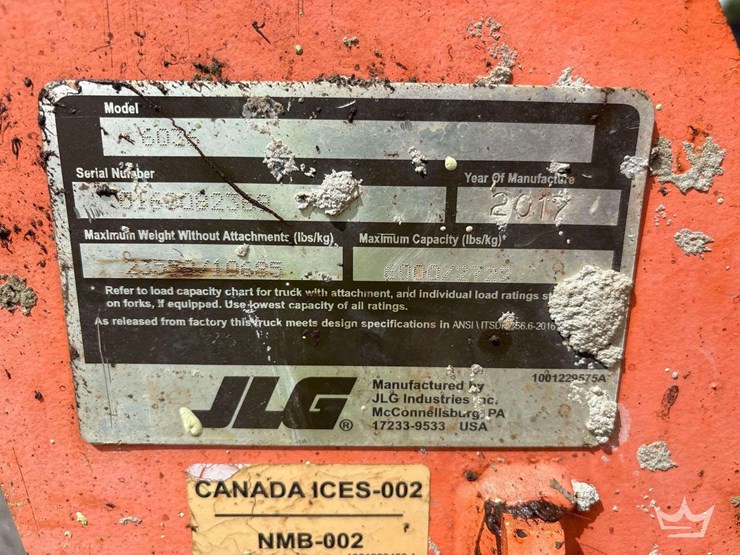 Model
Serial Number
Year Of Manufacture
2017
Maximum Weight Without Attachments (lbs/kg)
Maximum Capacity (lbs/kg)*
* Refer to load capacity chart for truck with attachment, and individual load ratings
on forks, if equipped. Use lowest capacity of all ratings.
As released from factory this truck meets design specifications in ANSI \ ITSDF
JLG®
Manufactured by
JLG Industries Inc.
McConnellsburg, PA
17233-9533 USA
1001229575A
CANADA ICES-002
NMB-002